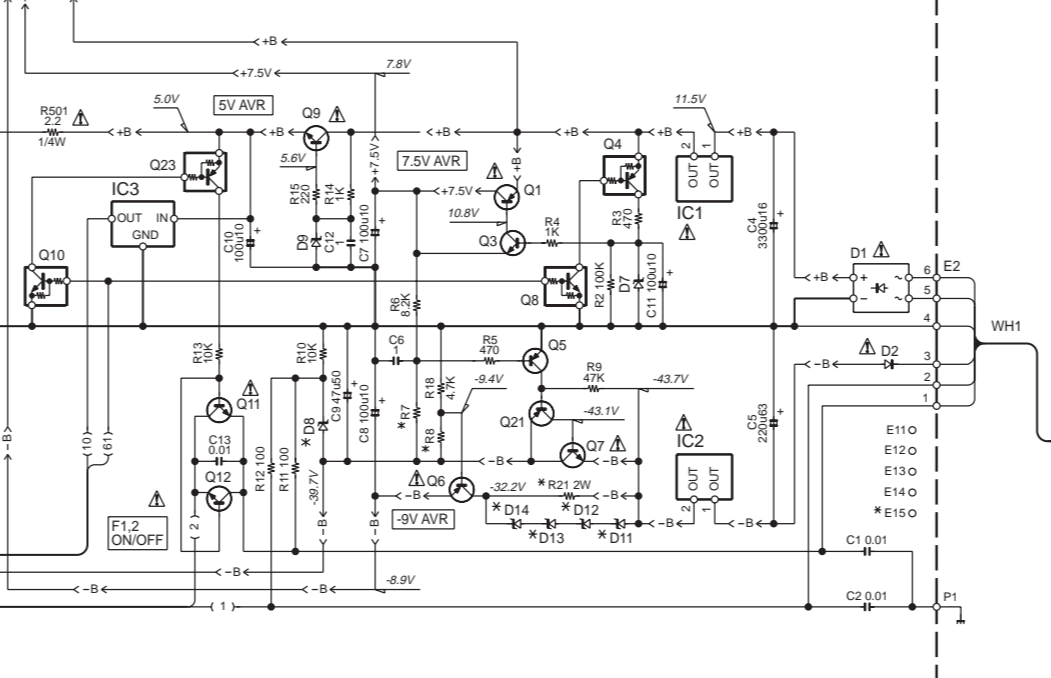 <+B<
<+7.5V<
7.8V
R501
2.2
1/4W
5.0V
5V AVR
Q9
11.5V
<+B<
<+B<
<+B<
<+B<
<+B<
<+B<
Q23
5.6V
R15
220
R14
1K
<+7.5V<
7.5V AVR
<+B<
<+7.5V<
Q1
Q4
2
1
OUT
OUT
IC1
IC3
OUT
IN
GND
C10
100u10
D9
C12
1
C7 100u10
10.8V
Q3
R4
1K
R3
470
C4
3300u16
Q10
Q8
R2 100K
D7
C11 100u10
R6
8.2K
D1
<+B<
+
~
−
~
6
5
4
3
2
1
E2
WH1
R13
10K
R10
10K
C6
1
R5
470
Q5
D2
<−B<
C9 47u50
C8 100u10
*R7
R18
4.7K
-9.4V
*R8
R9
47K
-43.7V
Q11
*D8
Q21
-43.1V
C5
220u63
C13
0.01
R12 100
R11 100
<−B<
Q7
<−B<
IC2
OUT
OUT
2
1
E11
E12
E13
E14
*E15
10
61
<−B<
Q12
-39.7V
Q6
<−B<
-9V AVR
-32.2V
*R21 2W
*D14
*D12
*D13
*D11
<−B<
<−B<
F1,2
ON/OFF
2
<−B<
<−B<
<−B<
<−B<
<−B<
-8.9V
1
C1 0.01
C2 0.01
P1